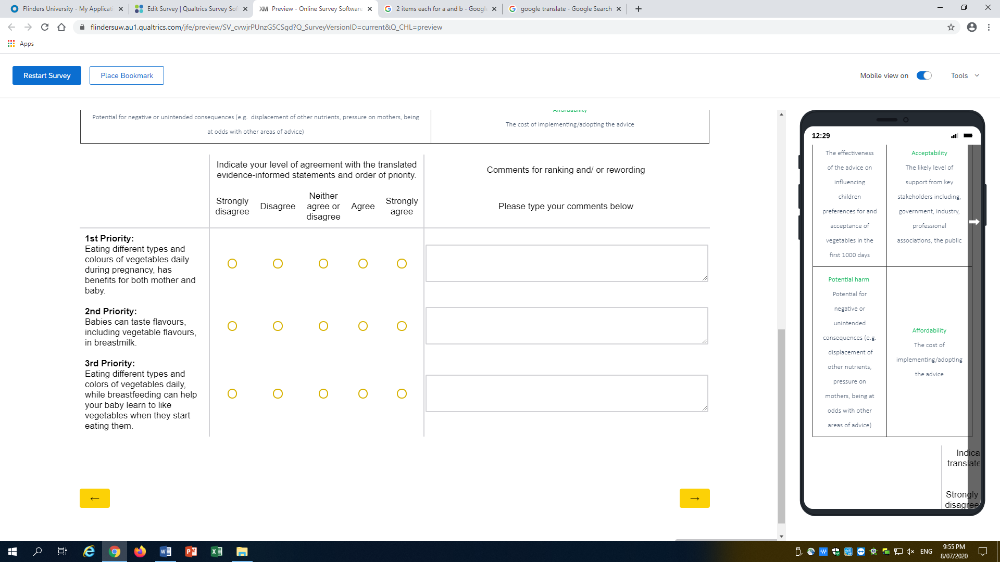 Flinders University - My Applicati
Edit Survey | Qualtrics Survey Sof
XM Preview - Online Survey Software
2 items each for a and b - Google
google translate - Google Search
flindersuw.au1.qualtrics.com/jfe/preview/SV_cvwjrPUnzG5CSgd?Q_SurveyVersionID=current&Q_CHL=preview
Apps
Restart Survey
Place Bookmark
Mobile view on
Tools
Potential for negative or unintended consequences (e.g. displacement of other nutrients, pressure on mothers, being
at odds with other areas of advice)
Affordability
The cost of implementing/adopting the advice
Indicate your level of agreement with the translated
evidence-informed statements and order of priority.
Comments for ranking and/ or rewording
Strongly
disagree
Disagree
Neither
agree or
disagree
Agree
Strongly
agree
Please type your comments below
1st Priority:
Eating different types and
colours of vegetables daily
during pregnancy, has
benefits for both mother and
baby.
2nd Priority:
Babies can taste flavours,
including vegetable flavours,
in breastmilk.
3rd Priority:
Eating different types and
colors of vegetables daily,
while breastfeeding can help
your baby learn to like
vegetables when they start
eating them.
←
→
12:29
The effectiveness
of the advice on
influencing
children
preferences for and
acceptance of
vegetables in the
first 1000 days
Acceptability
The likely level of
support from key
stakeholders including,
government, industry,
professional
associations, the public
Potential harm
Potential for
negative or
unintended
consequences (e.g.
displacement of
other nutrients,
pressure on
mothers, being at
odds with other
areas of advice)
Affordability
The cost of
implementing/adopting
the advice
Indica
translate
Strongly
disagree
ENG
9:55 PM
8/07/2020